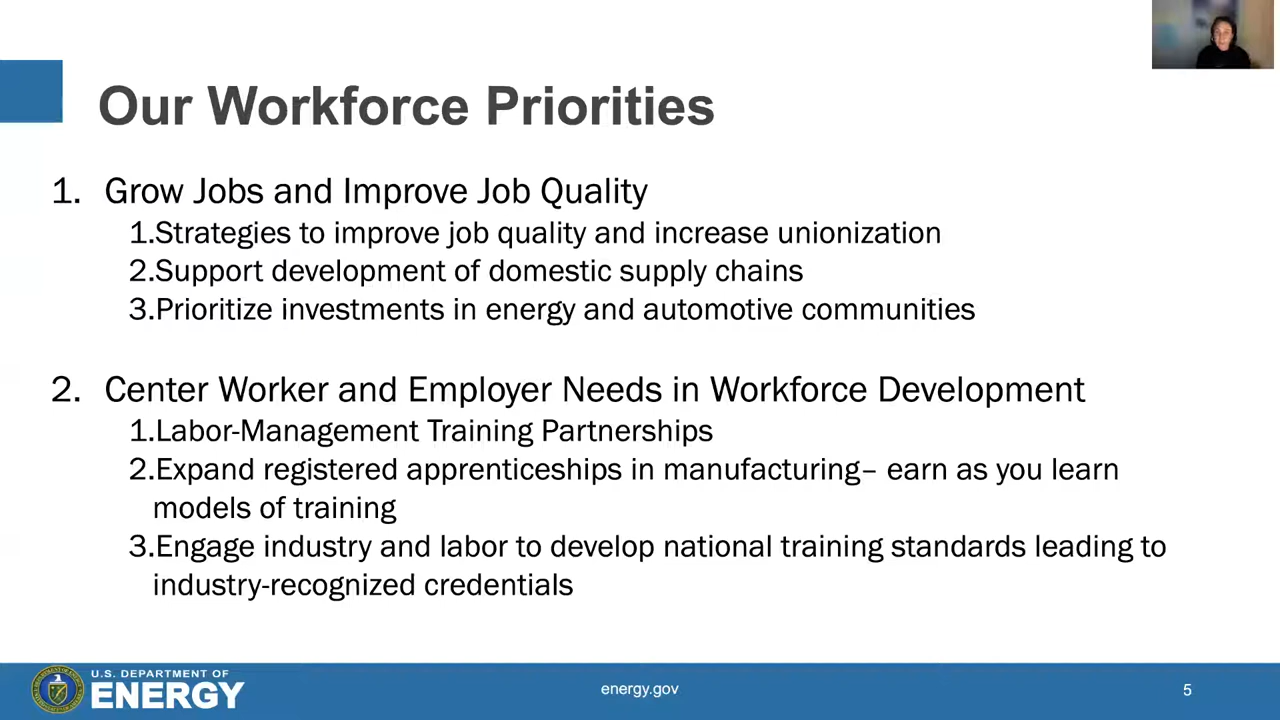 Our Workforce Priorities
1. Grow Jobs and Improve Job Quality
1.Strategies to improve job quality and increase unionization
2.Support development of domestic supply chains
3.Prioritize investments in energy and automotive communities
2. Center Worker and Employer Needs in Workforce Development
1.Labor-Management Training Partnerships
2.Expand registered apprenticeships in manufacturing– earn as you learn
models of training
3.Engage industry and labor to develop national training standards leading to
industry-recognized credentials
U.S. DEPARTMENT OF
ENERGY
energy.gov
5